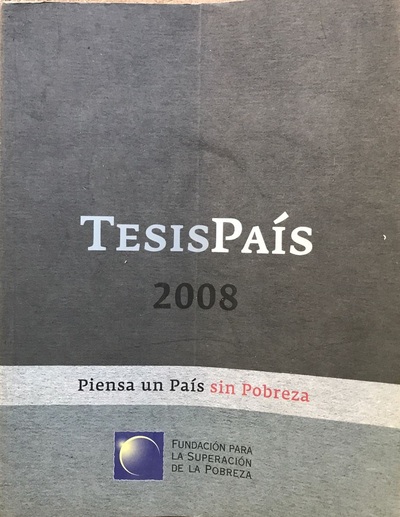 TesisPaís
2008
Piensa un País sin Pobreza
Fundación para
la Superación
de la Pobreza